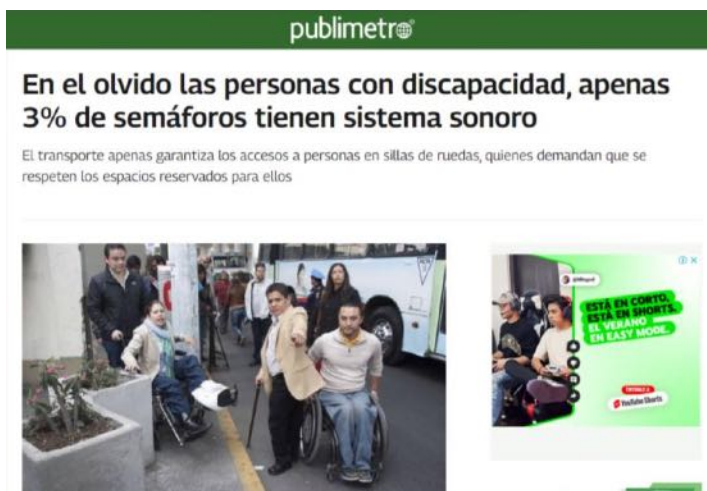 publimetro
En el olvido las personas con discapacidad, apenas
3% de semáforos tienen sistema sonoro
El transporte apenas garantiza los accesos a personas en sillas de ruedas, quienes demandan que se
respeten los espacios reservados para ellos
ESTÁ EN CORTO,
ESTÁ EN SHORTS.
EL VERANO
EN EASY MODE.
YouTube Shorts